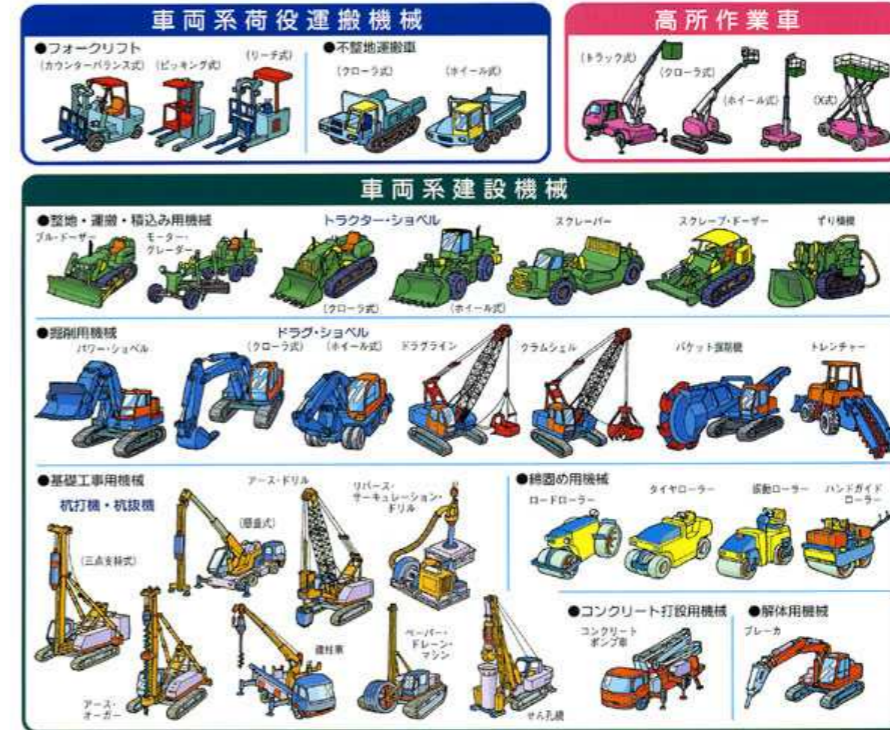 車両系荷役運搬機械
●フォークリフト
(カウンターバランス式)
(ピッキング式)
(リーチ式)
●不整地運搬車
(クローラ式)
(ホイール式)
高所作業車
(トラック式)
(クローラ式)
(ホイール式)
(X式)
車両系建設機械
●整地・運搬・積込み用機械
ブル・ドーザー
モーター・
グレーダー
トラクター・ショベル
(クローラ式)
(ホイール式)
スクレーパー
スクレープ・ドーザー
ずり積機
●掘削用機械
パワー・ショベル
ドラグ・ショベル
(クローラ式)
(ホイール式)
ドラグライン
クラムシェル
バケット掘削機
トレンチャー
●基礎工事用機械
杭打機・杭抜機
(三点支持式)
(懸垂式)
アース・ドリル
リバース・
サーキュレーション・
ドリル
アース・
オーガー
建柱車
ペーパー・
ドレーン・
マシン
せん孔機
●締固め用機械
ロードローラー
タイヤローラー
振動ローラー
ハンドガイド
ローラー
●コンクリート打設用機械
コンクリート
ポンプ車
●解体用機械
ブレーカ